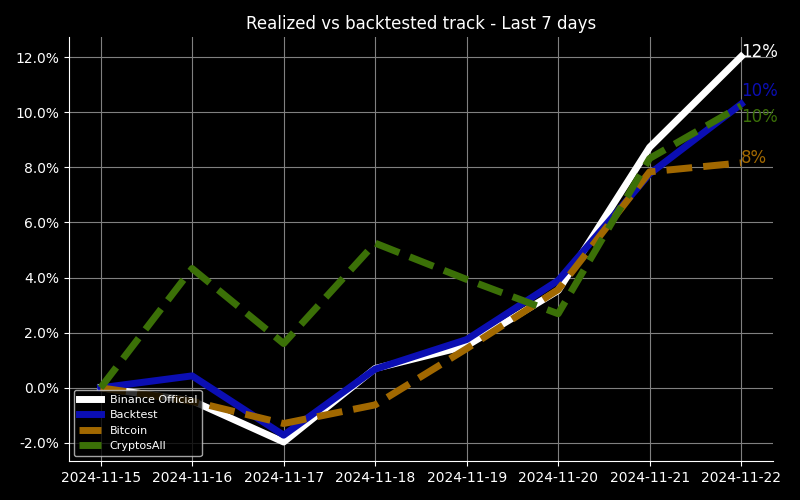 Realized vs backtested track - Last 7 days
12.0%
10.0%
8.0%
6.0%
4.0%
2.0%
0.0%
-2.0%
12%
10%
10%
8%
Binance Official
Backtest
Bitcoin
CryptosAll
2024-11-15 2024-11-16 2024-11-17 2024-11-18 2024-11-19 2024-11-20 2024-11-21 2024-11-22